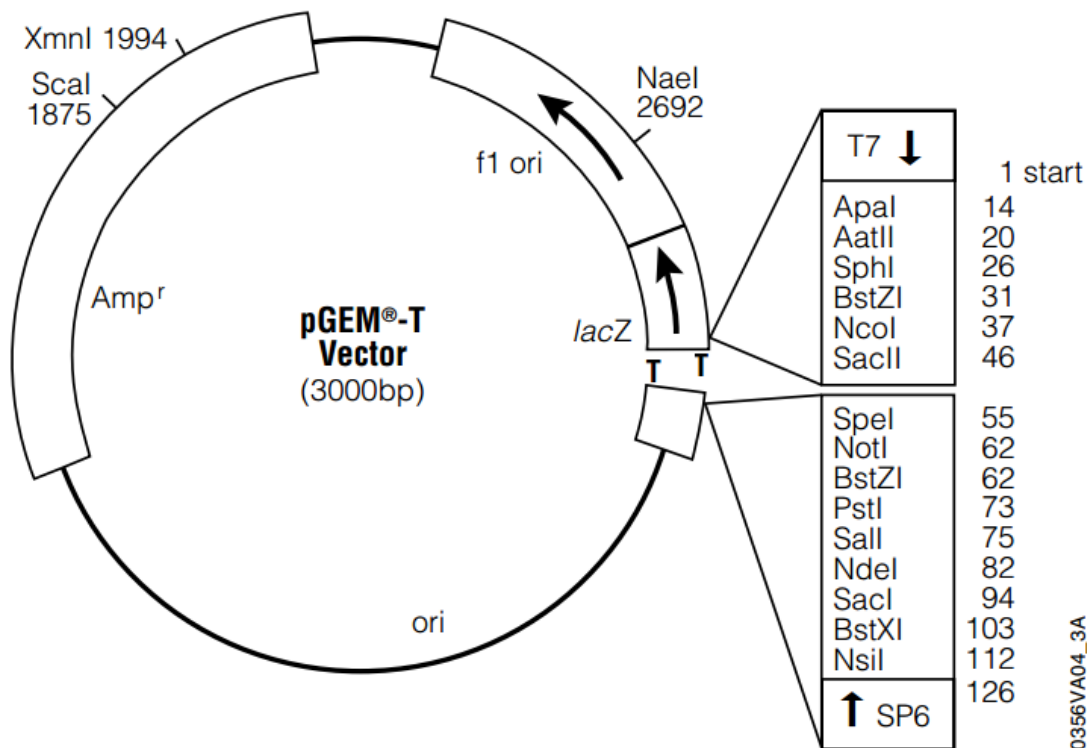 XmnI 1994
ScaI
1875
NaeI
2692
f1 ori
Ampʳ
pGEM®-T
Vector
(3000bp)
lacZ
T T
ori
T7 ↓
1 start
ApaI 14
AatII 20
SphI 26
BstZI 31
NcoI 37
SacII 46
SpeI 55
NotI 62
BstZI 62
PstI 73
SalI 75
NdeI 82
SacI 94
BstXI 103
NsiI 112
126
↑ SP6
0356VA04_3A